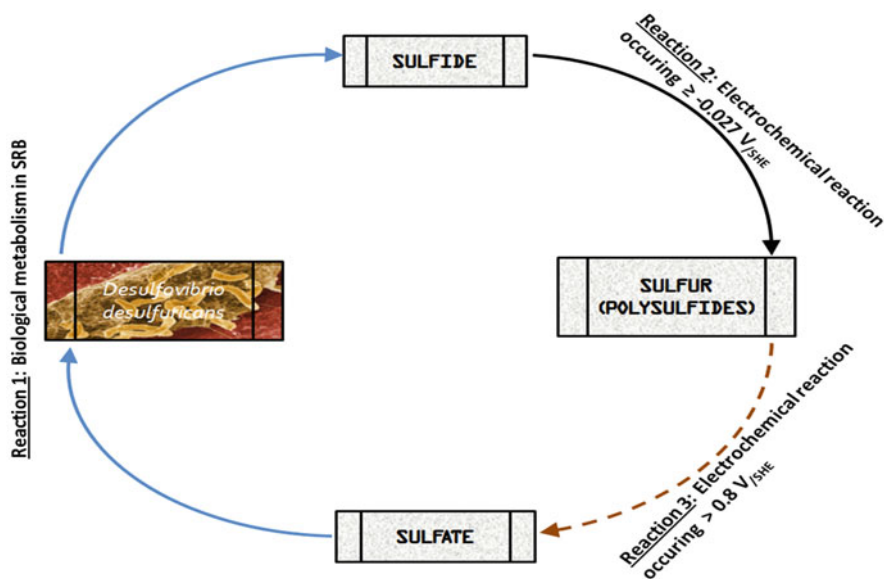 SULFIDE
Reaction 2: Electrochemical reaction
occuring ≥ -0.027 V/SHE
Reaction 1: Biological metabolism in SRB
Desulfovibrio
desulfuricans
SULFUR
(POLYSULFIDES)
Reaction 3: Electrochemical reaction
occuring > 0.8 V/SHE
SULFATE